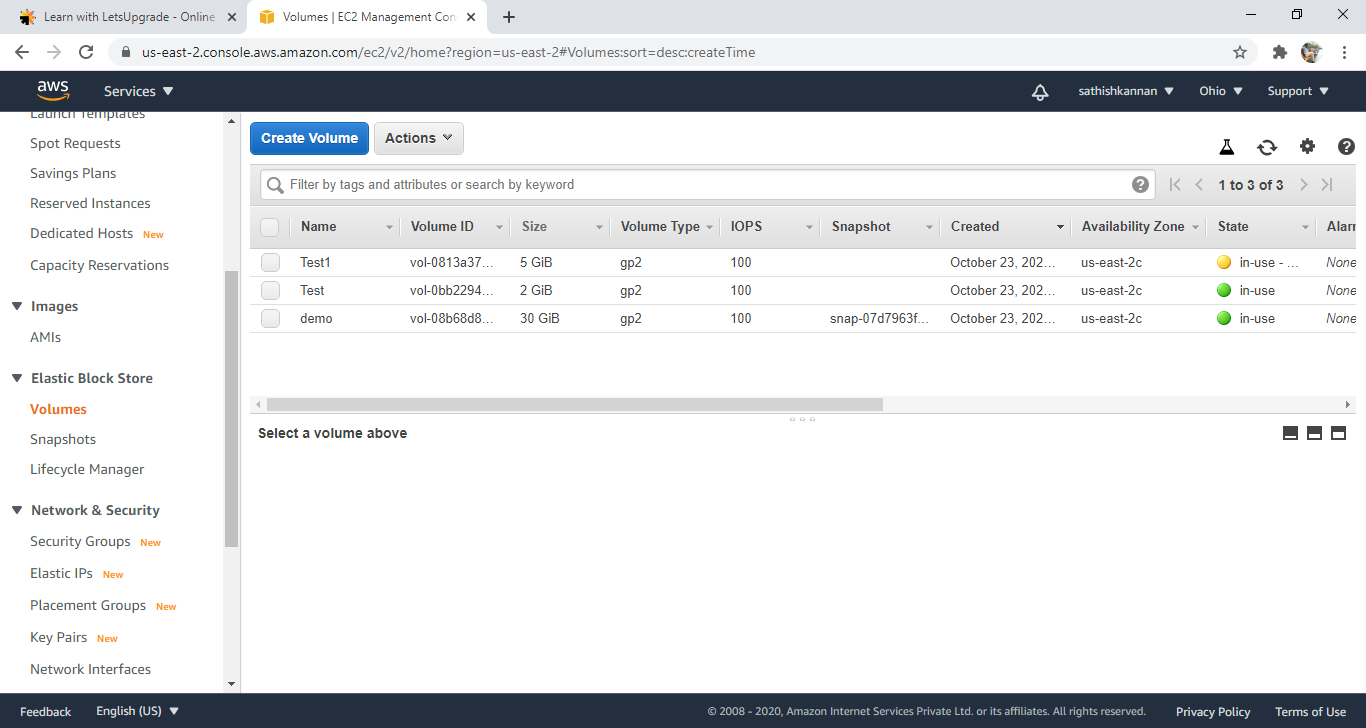 Learn with LetsUpgrade - Online
Volumes | EC2 Management Con
us-east-2.console.aws.amazon.com/ec2/v2/home?region=us-east-2#Volumes:sort=desc:createTime
aws
Services
sathishkannan
Ohio
Support
Launch Templates
Spot Requests
Savings Plans
Reserved Instances
Dedicated Hosts New
Capacity Reservations
Images
AMIs
Elastic Block Store
Volumes
Snapshots
Lifecycle Manager
Network & Security
Security Groups New
Elastic IPs New
Placement Groups New
Key Pairs New
Network Interfaces
Create Volume Actions
Filter by tags and attributes or search by keyword 1 to 3 of 3
Name Volume ID Size Volume Type IOPS Snapshot Created Availability Zone State Alarm
Test1 vol-0813a37... 5 GiB gp2 100 October 23, 202... us-east-2c in-use - ... None
Test vol-0bb2294... 2 GiB gp2 100 October 23, 202... us-east-2c in-use None
demo vol-08b68d8... 30 GiB gp2 100 snap-07d7963f... October 23, 202... us-east-2c in-use None
Select a volume above
Feedback English (US) © 2008 - 2020, Amazon Internet Services Private Ltd. or its affiliates. All rights reserved. Privacy Policy Terms of Use